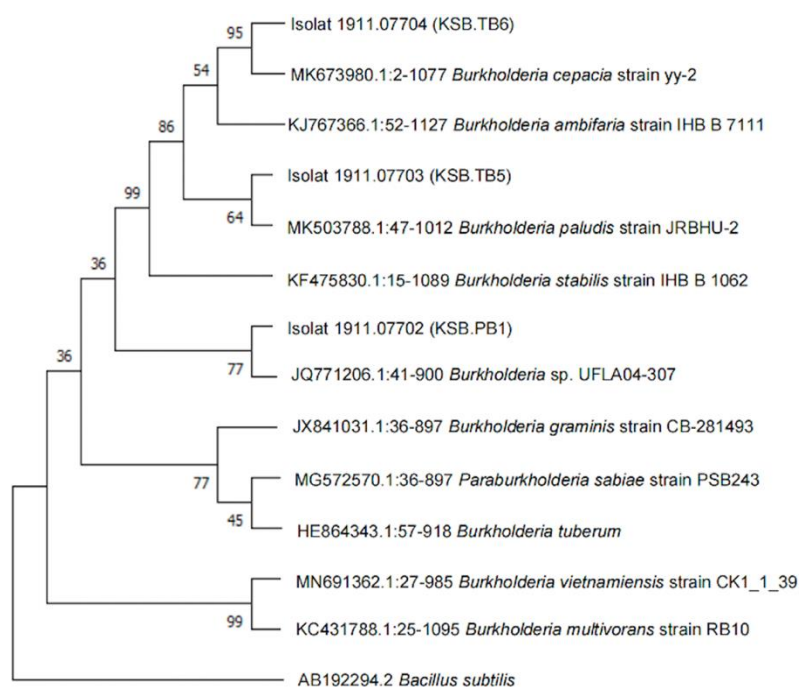 95
Isolat 1911.07704 (KSB.TB6)
MK673980.1:2-1077 Burkholderia cepacia strain yy-2
54
KJ767366.1:52-1127 Burkholderia ambifaria strain IHB B 7111
86
Isolat 1911.07703 (KSB.TB5)
64
MK503788.1:47-1012 Burkholderia paludis strain JRBHU-2
99
KF475830.1:15-1089 Burkholderia stabilis strain IHB B 1062
36
Isolat 1911.07702 (KSB.PB1)
77
JQ771206.1:41-900 Burkholderia sp. UFLA04-307
36
JX841031.1:36-897 Burkholderia graminis strain CB-281493
77
MG572570.1:36-897 Paraburkholderia sabiae strain PSB243
45
HE864343.1:57-918 Burkholderia tuberum
MN691362.1:27-985 Burkholderia vietnamiensis strain CK1_1_39
99
KC431788.1:25-1095 Burkholderia multivorans strain RB10
AB192294.2 Bacillus subtilis